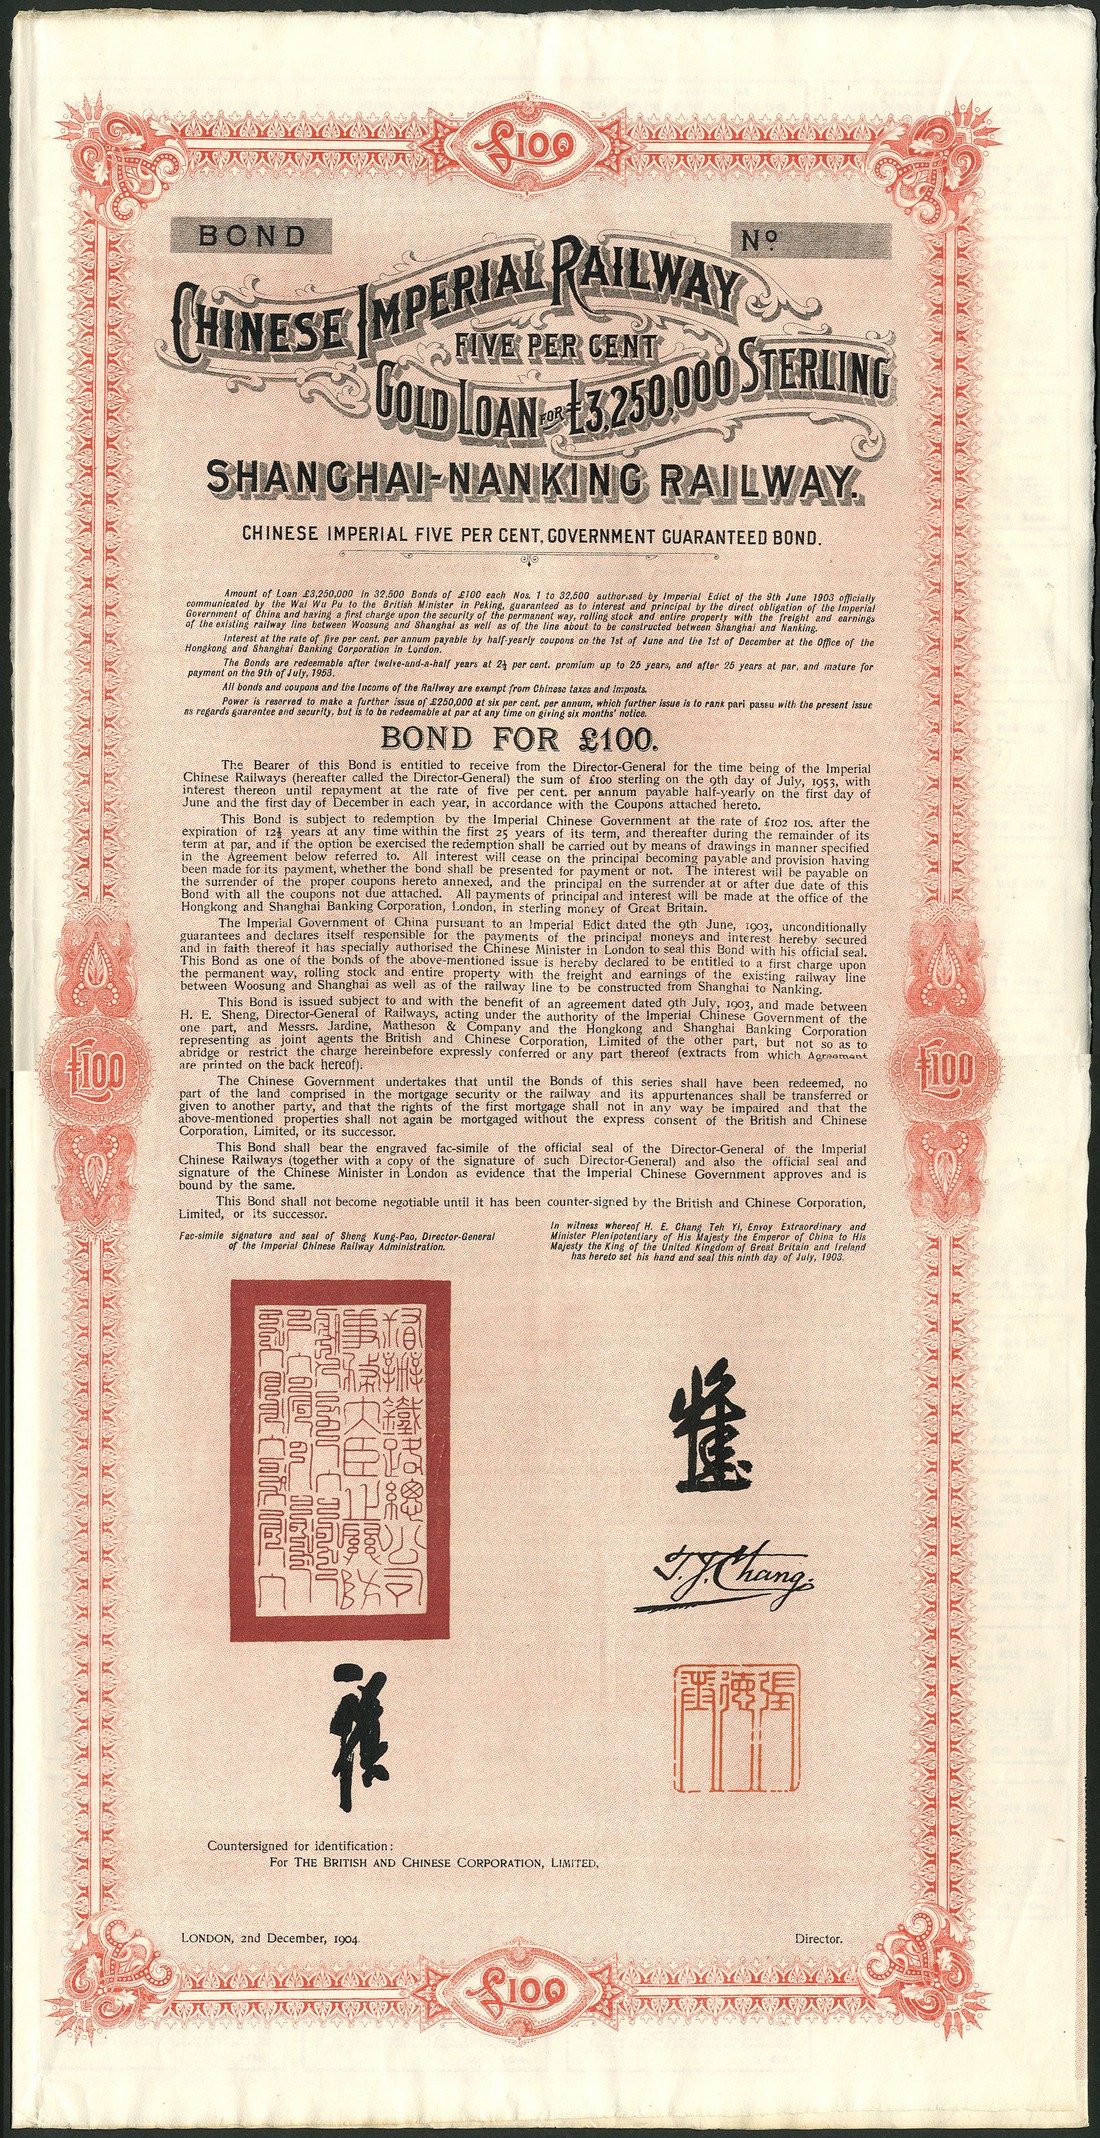 £100
BOND
Nº
CHINESE IMPERIAL RAILWAY
FIVE PER CENT
GOLD LOAN FOR £3,250,000 STERLING
SHANGHAI-NANKING RAILWAY.
CHINESE IMPERIAL FIVE PER CENT. GOVERNMENT GUARANTEED BOND.
Amount of Loan £3,250,000 in 32,500 Bonds of £100 each Nos. 1 to 32,500 authorised by Imperial Edict of the 9th June 1903 officially
communicated by the Wai Wu Pu to the British Minister in Peking, guaranteed as to interest and principal by the direct obligation of the Imperial
Government of China and having a first charge upon the security of the permanent way, rolling stock and entire property with the freight and earnings
of the existing railway line between Woosung and Shanghai as well as of the line about to be constructed between Shanghai and Nanking.
Interest at the rate of five per cent. per annum payable by half-yearly coupons on the 1st of June and the 1st of December at the Office of the
Hongkong and Shanghai Banking Corporation in London.
The Bonds are redeemable after twelve-and-a-half years at 2½ per cent. premium up to 25 years, and after 25 years at par, and mature for
payment on the 9th of July, 1953.
All bonds and coupons and the Income of the Railway are exempt from Chinese taxes and imposts.
Power is reserved to make a further issue of £250,000 at six per cent. per annum, which further issue is to rank pari passu with the present issue
as regards guarantee and security, but is to be redeemable at par at any time on giving six months' notice.
BOND FOR £100.
The Bearer of this Bond is entitled to receive from the Director-General for the time being of the Imperial
Chinese Railways (hereafter called the Director-General) the sum of £100 sterling on the 9th day of July, 1953, with
interest thereon until repayment at the rate of five per cent. per annum payable half-yearly on the first day of
June and the first day of December in each year, in accordance with the Coupons attached hereto.
This Bond is subject to redemption by the Imperial Chinese Government at the rate of £102 10s. after the
expiration of 12½ years at any time within the first 25 years of its term, and thereafter during the remainder of its
term at par, and if the option be exercised the redemption shall be carried out by means of drawings in manner specified
in the Agreement below referred to. All interest will cease on the principal becoming payable and provision having
been made for its payment, whether the bond shall be presented for payment or not. The interest will be payable on
the surrender of the proper coupons hereto annexed, and the principal on the surrender at or after due date of this
Bond with all the coupons not due attached. All payments of principal and interest will be made at the office of the
Hongkong and Shanghai Banking Corporation, London, in sterling money of Great Britain.
The Imperial Government of China pursuant to an Imperial Edict dated the 9th June, 1903, unconditionally
guarantees and declares itself responsible for the payments of the principal moneys and interest hereby secured
and in faith thereof it has specially authorised the Chinese Minister in London to seal this Bond with his official seal.
This Bond as one of the bonds of the above-mentioned issue is hereby declared to be entitled to a first charge upon
the permanent way, rolling stock and entire property with the freight and earnings of the existing railway line
between Woosung and Shanghai as well as of the railway line to be constructed from Shanghai to Nanking.
This Bond is issued subject to and with the benefit of an agreement dated 9th July, 1903, and made between
H. E. Sheng, Director-General of Railways, acting under the authority of the Imperial Chinese Government of the
one part, and Messrs. Jardine, Matheson & Company and the Hongkong and Shanghai Banking Corporation
representing as joint agents the British and Chinese Corporation, Limited of the other part, but not so as to
abridge or restrict the charge hereinbefore expressly conferred or any part thereof (extracts from which Agreement
are printed on the back hereof).
£100
£100
The Chinese Government undertakes that until the Bonds of this series shall have been redeemed, no
part of the land comprised in the mortgage security or the railway and its appurtenances shall be transferred or
given to another party, and that the rights of the first mortgage shall not in any way be impaired and that the
above-mentioned properties shall not again be mortgaged without the express consent of the British and Chinese
Corporation, Limited, or its successor.
This Bond shall bear the engraved fac-simile of the official seal of the Director-General of the Imperial
Chinese Railways (together with a copy of the signature of such Director-General) and also the official seal and
signature of the Chinese Minister in London as evidence that the Imperial Chinese Government approves and is
bound by the same.
This Bond shall not become negotiable until it has been counter-signed by the British and Chinese Corporation,
Limited, or its successor.
Fac-simile signature and seal of Sheng Kung-Pao, Director-General
of the Imperial Chinese Railway Administration.
In witness whereof H. E. Chang Teh Yi, Envoy Extraordinary and
Minister Plenipotentiary of His Majesty the Emperor of China to His
Majesty the King of the United Kingdom of Great Britain and Ireland
has hereto set his hand and seal this ninth day of July, 1903.
督辦鐵路總公司
事務大臣之關防
T. J. Chang.
張德彝
Countersigned for identification:
For THE BRITISH AND CHINESE CORPORATION, LIMITED,
LONDON, 2nd December, 1904
Director.
£100